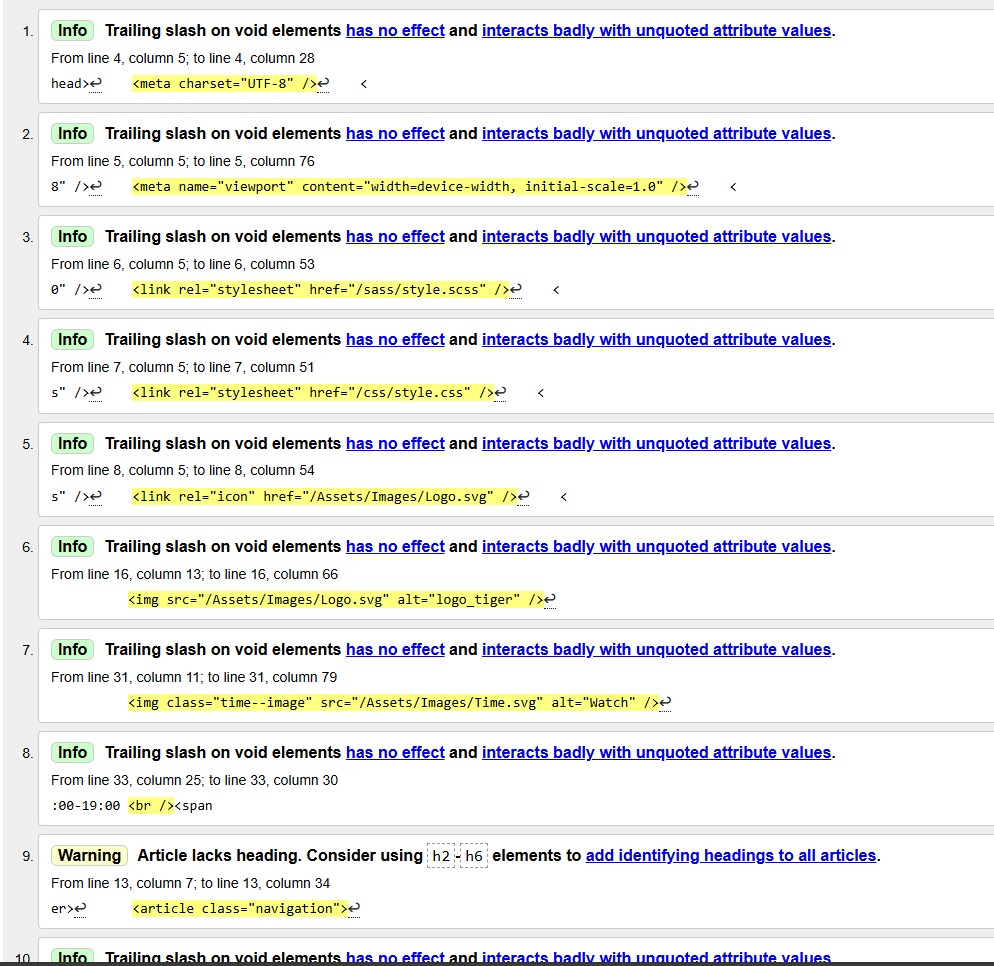 1. Info Trailing slash on void elements has no effect and interacts badly with unquoted attribute values.
From line 4, column 5; to line 4, column 28
head>↩    <meta charset="UTF-8" />↩    <
2. Info Trailing slash on void elements has no effect and interacts badly with unquoted attribute values.
From line 5, column 5; to line 5, column 76
8" />↩    <meta name="viewport" content="width=device-width, initial-scale=1.0" />↩    <
3. Info Trailing slash on void elements has no effect and interacts badly with unquoted attribute values.
From line 6, column 5; to line 6, column 53
0" />↩    <link rel="stylesheet" href="/sass/style.scss" />↩    <
4. Info Trailing slash on void elements has no effect and interacts badly with unquoted attribute values.
From line 7, column 5; to line 7, column 51
s" />↩    <link rel="stylesheet" href="/css/style.css" />↩    <
5. Info Trailing slash on void elements has no effect and interacts badly with unquoted attribute values.
From line 8, column 5; to line 8, column 54
s" />↩    <link rel="icon" href="/Assets/Images/Logo.svg" />↩    <
6. Info Trailing slash on void elements has no effect and interacts badly with unquoted attribute values.
From line 16, column 13; to line 16, column 66
<img src="/Assets/Images/Logo.svg" alt="logo_tiger" />↩
7. Info Trailing slash on void elements has no effect and interacts badly with unquoted attribute values.
From line 31, column 11; to line 31, column 79
<img class="time--image" src="/Assets/Images/Time.svg" alt="Watch" />↩
8. Info Trailing slash on void elements has no effect and interacts badly with unquoted attribute values.
From line 33, column 25; to line 33, column 30
:00-19:00 <br /><span
9. Warning Article lacks heading. Consider using h2-h6 elements to add identifying headings to all articles.
From line 13, column 7; to line 13, column 34
er>↩    <article class="navigation">↩
10. Info Trailing slash on void elements has no effect and interacts badly with unquoted attribute values.